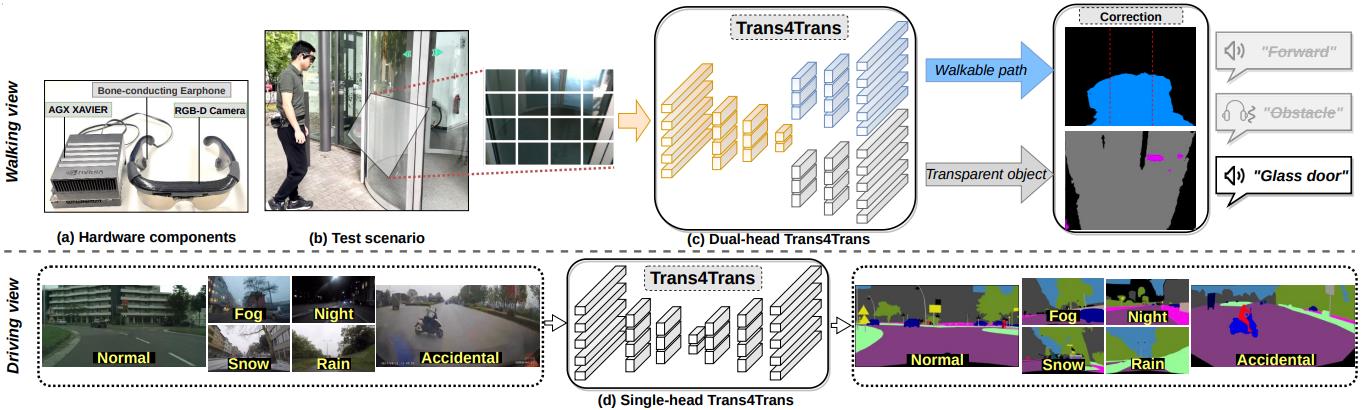 Walking view
Bone-conducting Earphone
AGX XAVIER
RGB-D Camera
NVIDIA
(a) Hardware components
(b) Test scenario
Trans4Trans
(c) Dual-head Trans4Trans
Walkable path
Transparent object
Correction
"Forward"
"Obstacle"
"Glass door"
Driving view
Normal
Fog
Night
Snow
Rain
Accidental
Trans4Trans
(d) Single-head Trans4Trans
Normal
Fog
Night
Snow
Rain
Accidental